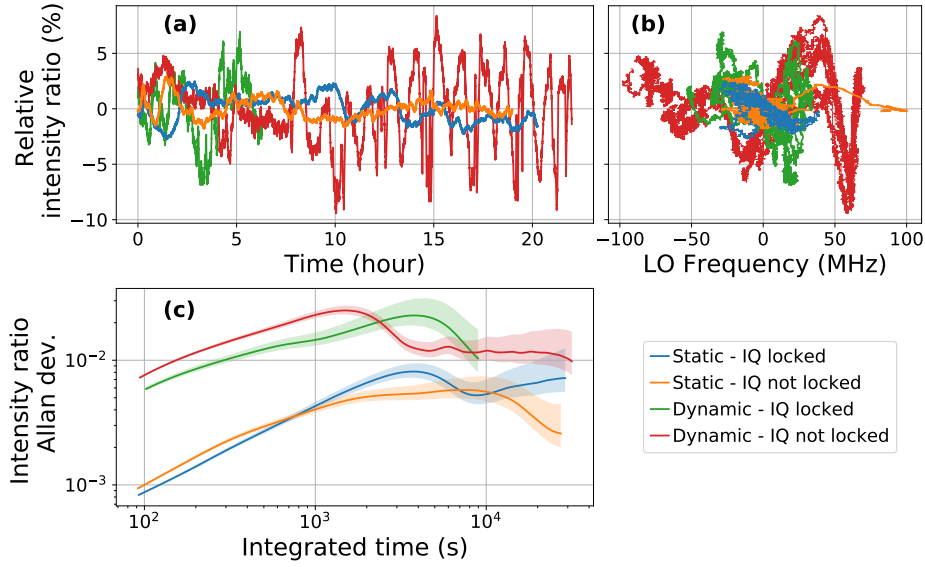 (a)
Relative
intensity ratio (%)
5
0
−5
−10
0
5
10
15
20
Time (hour)
(b)
−100
−50
0
50
100
LO Frequency (MHz)
(c)
Intensity ratio
Allan dev.
10−2
10−3
10²
10³
10⁴
Integrated time (s)
Static - IQ locked
Static - IQ not locked
Dynamic - IQ locked
Dynamic - IQ not locked